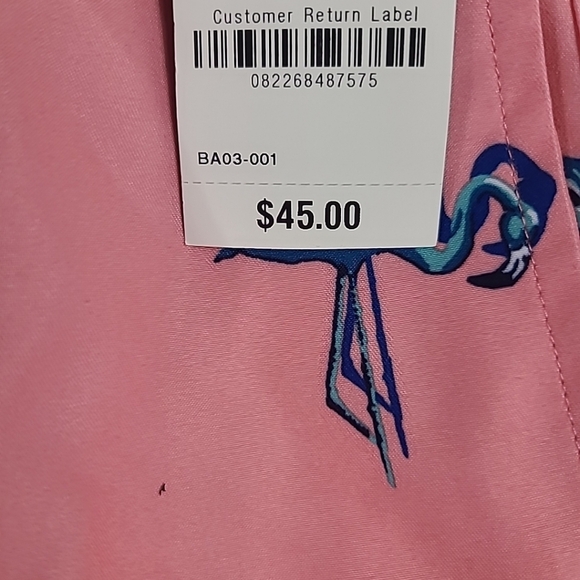 Customer Return Label
082268487575
BA03-001
$45.00